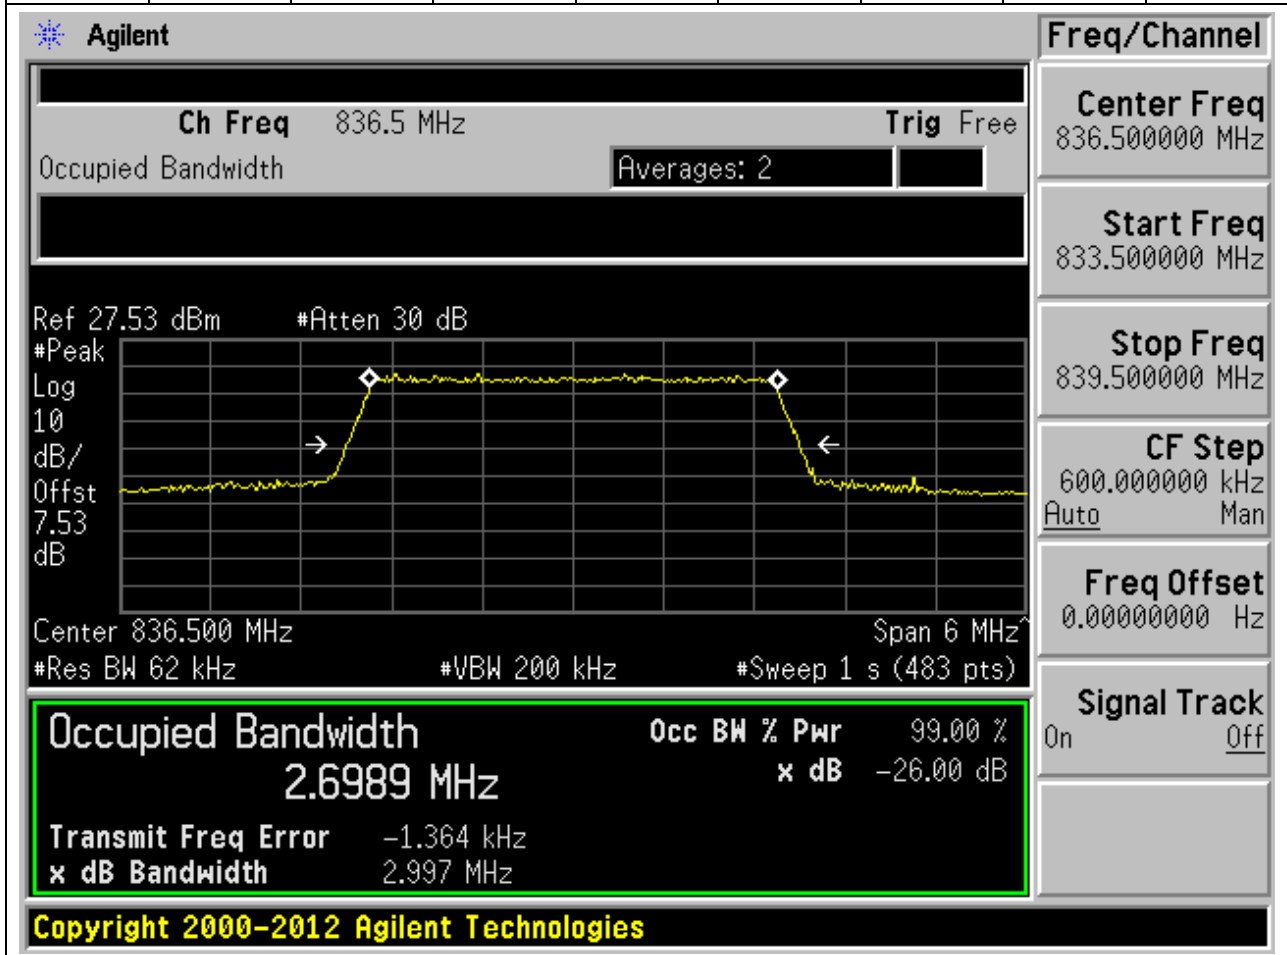 Agilent
Freq/Channel
Ch Freq 836.5 MHz Trig Free
Occupied Bandwidth Averages: 2
Center Freq
836.500000 MHz
Start Freq
833.500000 MHz
Stop Freq
839.500000 MHz
CF Step
600.000000 kHz
Auto Man
Freq Offset
0.00000000 Hz
Signal Track
On Off
Ref 27.53 dBm #Atten 30 dB
#Peak
Log
10
dB/
Offst
7.53
dB
Center 836.500 MHz Span 6 MHz^
#Res BW 62 kHz #VBW 200 kHz #Sweep 1 s (483 pts)
Occupied Bandwidth Occ BW % Pwr 99.00 %
2.6989 MHz x dB -26.00 dB
Transmit Freq Error -1.364 kHz
x dB Bandwidth 2.997 MHz
Copyright 2000-2012 Agilent Technologies